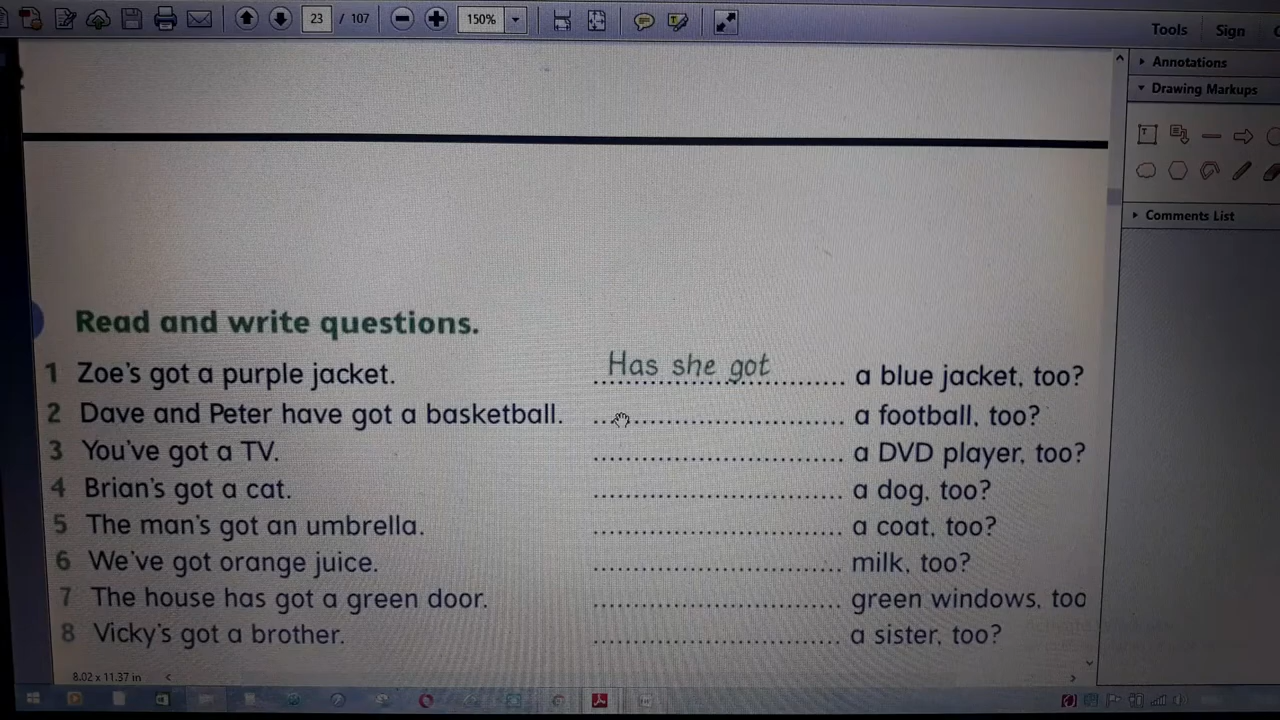 23 / 107
150%
Tools Sign
Annotations
Drawing Markups
Comments List
Read and write questions.
1 Zoe's got a purple jacket. Has she got a blue jacket, too?
2 Dave and Peter have got a basketball. .................... a football, too?
3 You've got a TV. .................... a DVD player, too?
4 Brian's got a cat. .................... a dog, too?
5 The man's got an umbrella. .................... a coat, too?
6 We've got orange juice. .................... milk, too?
7 The house has got a green door. .................... green windows, too
8 Vicky's got a brother. .................... a sister, too?
8.02 x 11.37 in